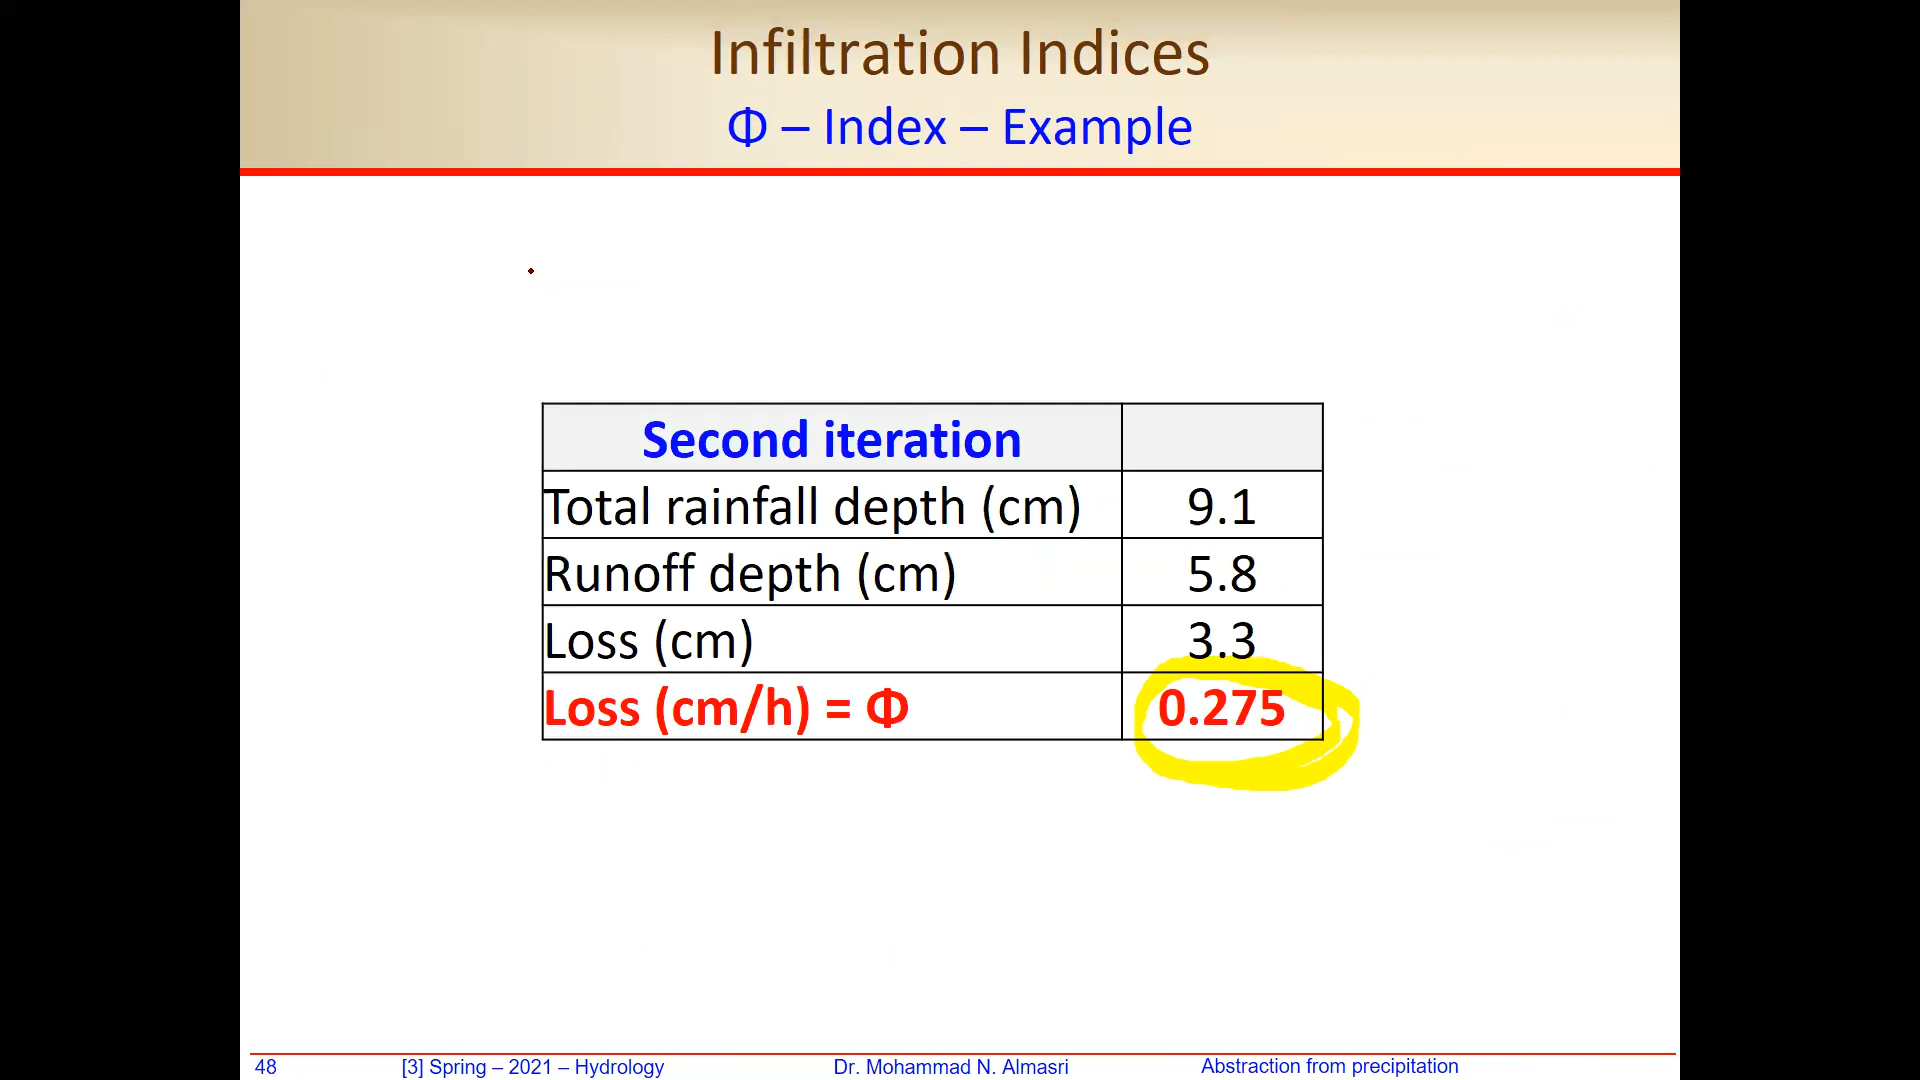 Infiltration Indices
Φ – Index – Example
Second iteration
Total rainfall depth (cm) 9.1
Runoff depth (cm) 5.8
Loss (cm) 3.3
Loss (cm/h) = Φ 0.275
48 [3] Spring – 2021 – Hydrology Dr. Mohammad N. Almasri Abstraction from precipitation